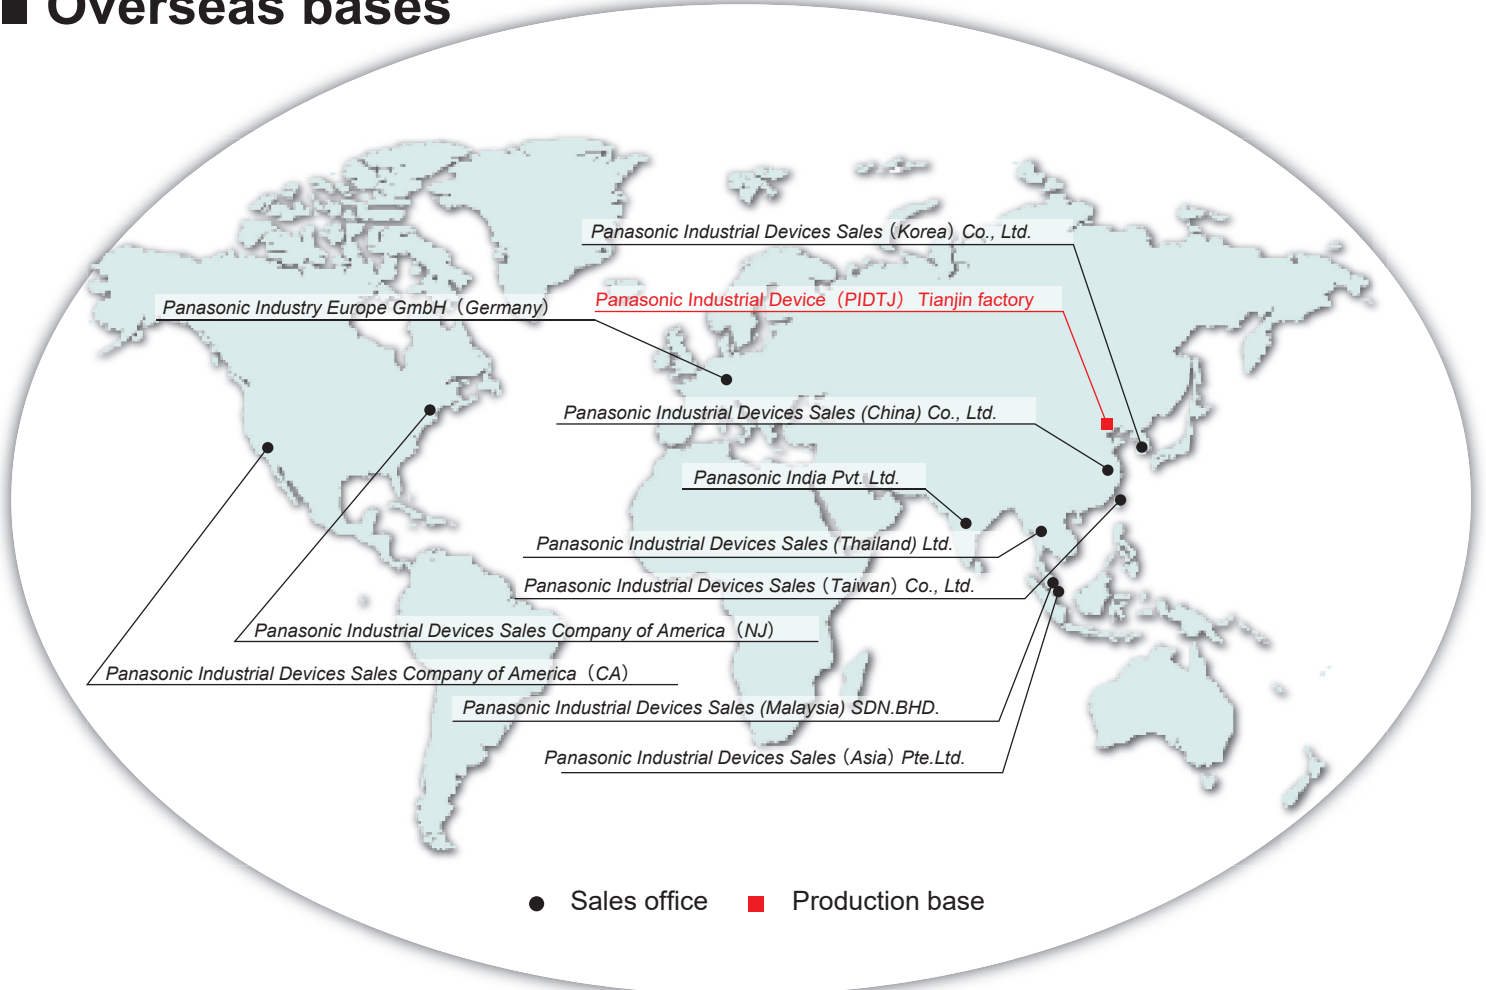 ■ Overseas bases
Panasonic Industrial Devices Sales（Korea）Co., Ltd.
Panasonic Industry Europe GmbH（Germany）
Panasonic Industrial Device（PIDTJ） Tianjin factory
Panasonic Industrial Devices Sales (China) Co., Ltd.
Panasonic India Pvt. Ltd.
Panasonic Industrial Devices Sales (Thailand) Ltd.
Panasonic Industrial Devices Sales（Taiwan）Co., Ltd.
Panasonic Industrial Devices Sales Company of America（NJ）
Panasonic Industrial Devices Sales Company of America（CA）
Panasonic Industrial Devices Sales (Malaysia) SDN.BHD.
Panasonic Industrial Devices Sales（Asia）Pte.Ltd.
● Sales office ■ Production base